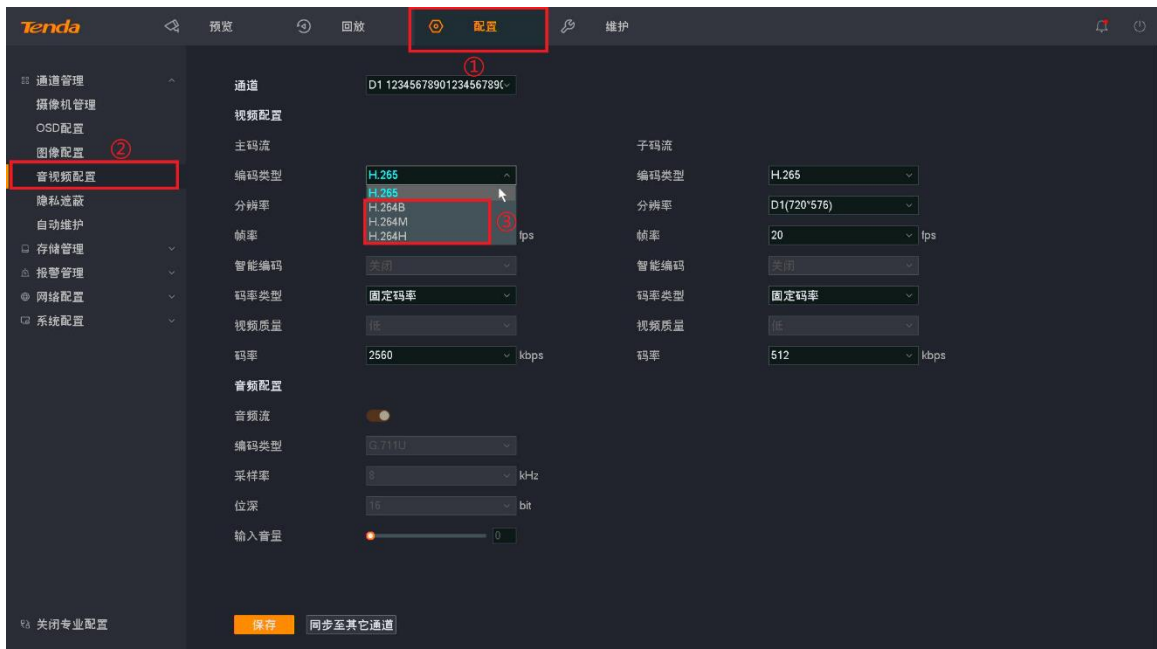 Tenda 预览 回放 配置 维护
①
通道管理
摄像机管理
OSD配置
图像配置 ②
音视频配置
隐私遮蔽
自动维护
存储管理
报警管理
网络配置
系统配置
关闭专业配置
通道 D1 12345678901234567890
视频配置
主码流 子码流
编码类型 H.265 编码类型 H.265
H.265
分辨率 H.264B 分辨率 D1(720*576)
H.264M ③
帧率 H.264H fps 帧率 20 fps
智能编码 关闭 智能编码 关闭
码率类型 固定码率 码率类型 固定码率
视频质量 低 视频质量 低
码率 2560 kbps 码率 512 kbps
音频配置
音频流
编码类型 G.711U
采样率 8 kHz
位深 16 bit
输入音量 0
保存 同步至其它通道